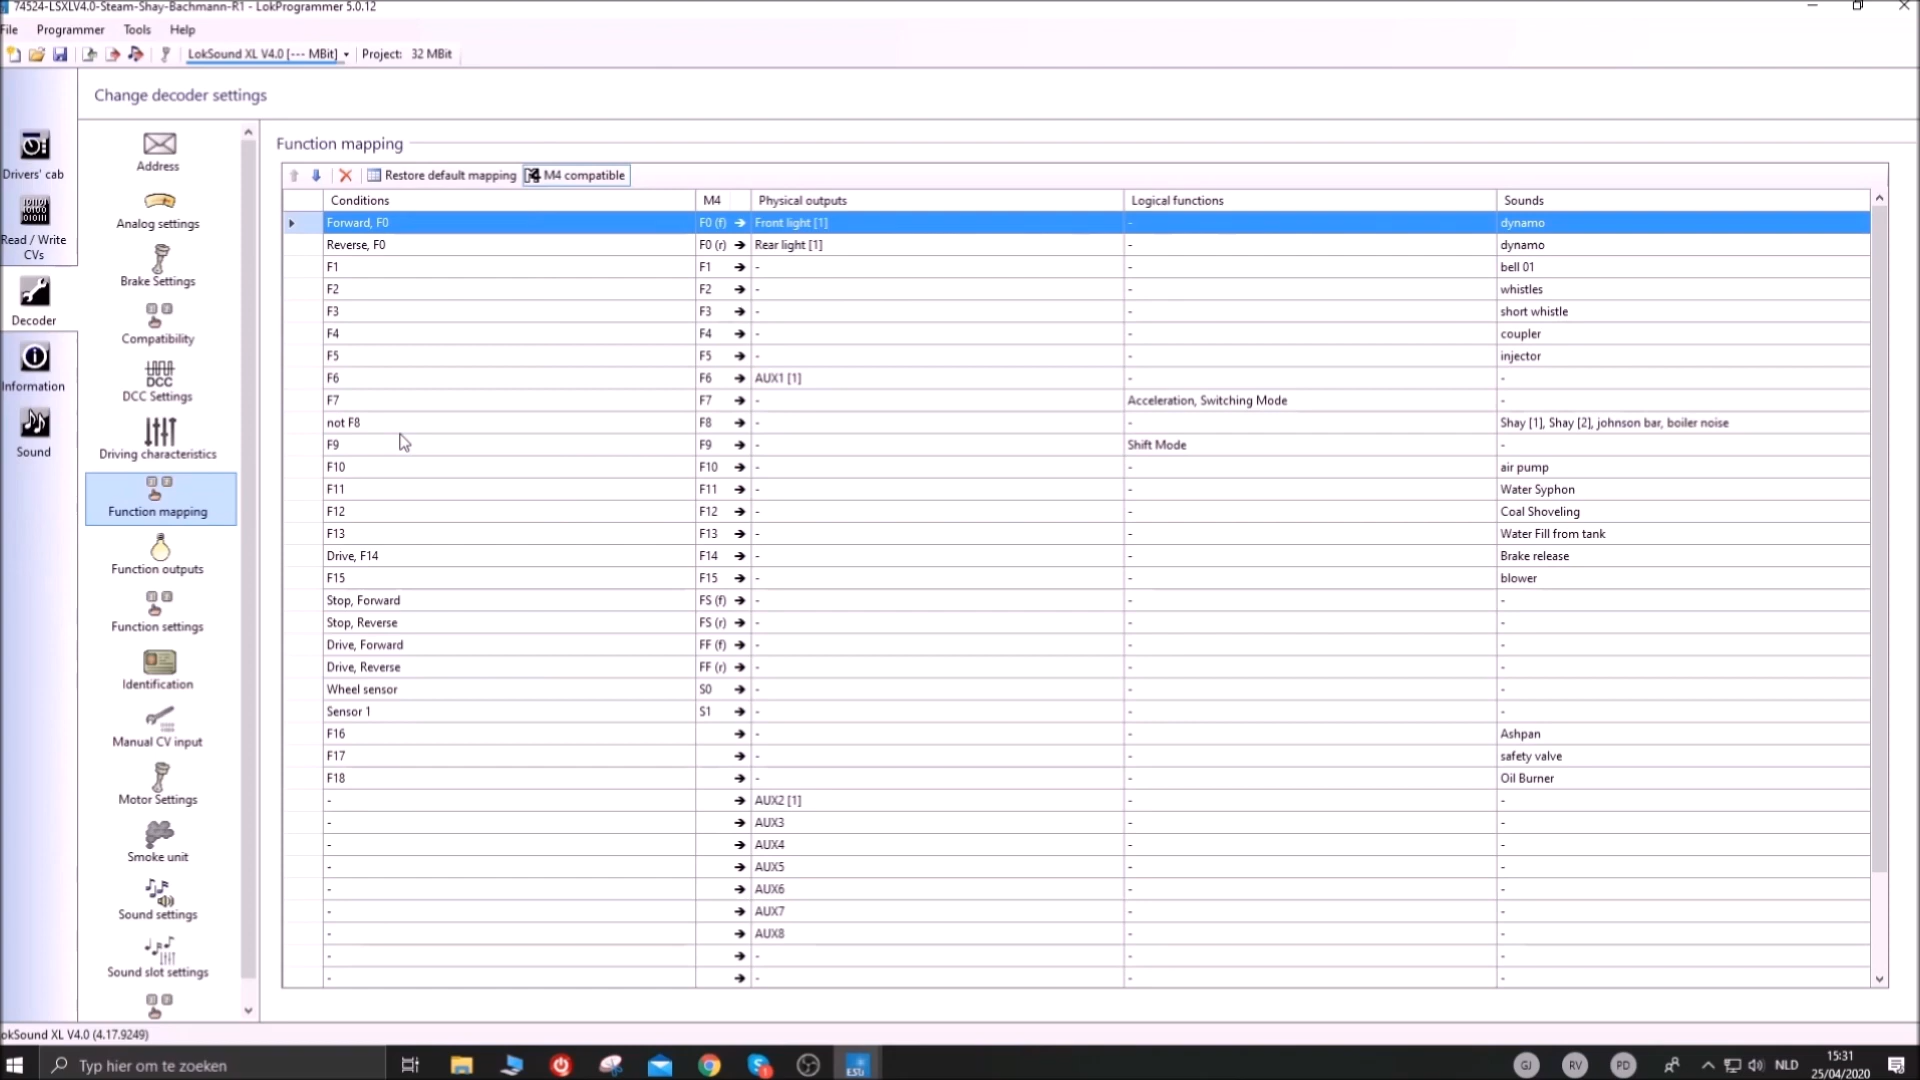 74524-LSXLV4.0-Steam-Shay-Bachmann-R1 - LokProgrammer 5.0.12
File Programmer Tools Help
LokSound XL V4.0 [--- MBit] Project: 32 MBit
Change decoder settings
Drivers' cab
Read / Write CVs
Decoder
Information
Sound
Address
Analog settings
Brake Settings
Compatibility
DCC
DCC Settings
Driving characteristics
Function mapping
Function outputs
Function settings
Identification
Manual CV input
Motor Settings
Smoke unit
Sound settings
Sound slot settings
Function mapping
Restore default mapping M4 compatible
Conditions M4 Physical outputs Logical functions Sounds
Forward, F0 F0 (f) Front light [1] - dynamo
Reverse, F0 F0 (r) Rear light [1] - dynamo
F1 F1 - - bell 01
F2 F2 - - whistles
F3 F3 - - short whistle
F4 F4 - - coupler
F5 F5 - - injector
F6 F6 AUX1 [1] - -
F7 F7 - Acceleration, Switching Mode -
not F8 F8 - - Shay [1], Shay [2], johnson bar, boiler noise
F9 F9 - Shift Mode -
F10 F10 - - air pump
F11 F11 - - Water Syphon
F12 F12 - - Coal Shoveling
F13 F13 - - Water Fill from tank
Drive, F14 F14 - - Brake release
F15 F15 - - blower
Stop, Forward FS (f) - - -
Stop, Reverse FS (r) - - -
Drive, Forward FF (f) - - -
Drive, Reverse FF (r) - - -
Wheel sensor S0 - - -
Sensor 1 S1 - - -
F16 - - Ashpan
F17 - - safety valve
F18 - - Oil Burner
- AUX2 [1] - -
- AUX3 - -
- AUX4 - -
- AUX5 - -
- AUX6 - -
- AUX7 - -
- AUX8 - -
- - - -
- - - -
okSound XL V4.0 (4.17.9249)
Typ hier om te zoeken
ESU
GJ RV PD NLD 15:31
25/04/2020